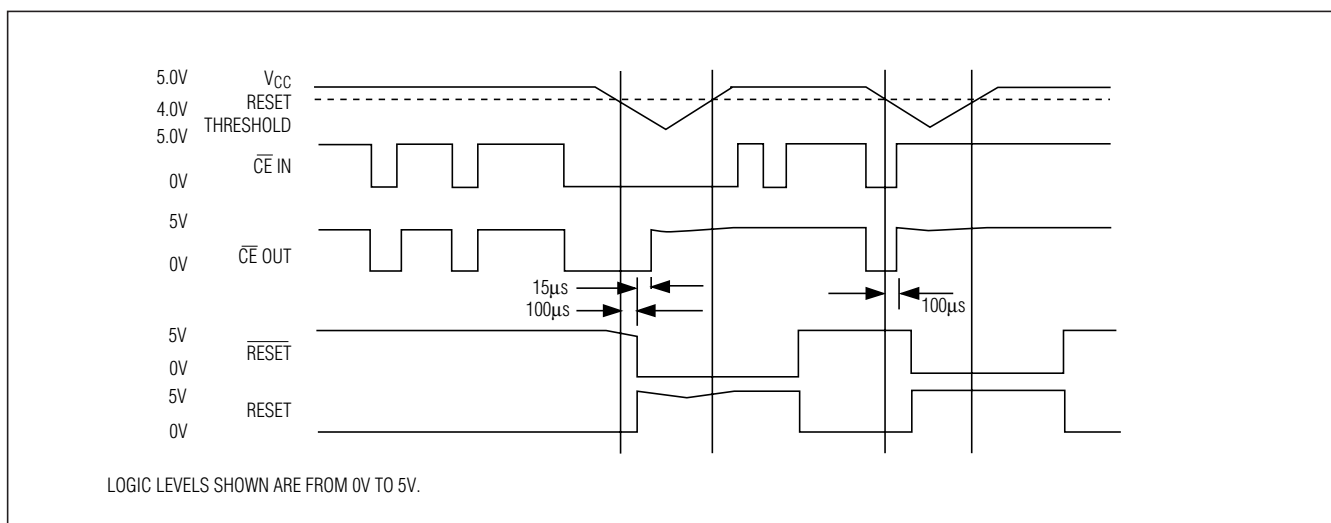 5.0V VCC
RESET
4.0V
THRESHOLD
5.0V
CE IN
0V
5V
CE OUT
0V
15µs
100µs
100µs
5V
RESET
0V
5V
RESET
0V
LOGIC LEVELS SHOWN ARE FROM 0V TO 5V.